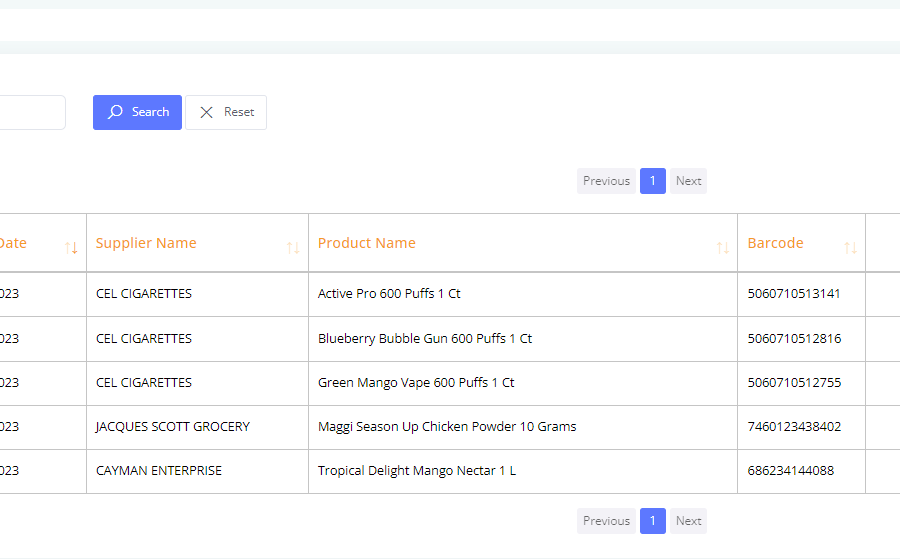 Search Reset
Previous 1 Next
Date Supplier Name Product Name Barcode
023 CEL CIGARETTES Active Pro 600 Puffs 1 Ct 5060710513141
023 CEL CIGARETTES Blueberry Bubble Gun 600 Puffs 1 Ct 5060710512816
023 CEL CIGARETTES Green Mango Vape 600 Puffs 1 Ct 5060710512755
023 JACQUES SCOTT GROCERY Maggi Season Up Chicken Powder 10 Grams 7460123438402
023 CAYMAN ENTERPRISE Tropical Delight Mango Nectar 1 L 686234144088
Previous 1 Next